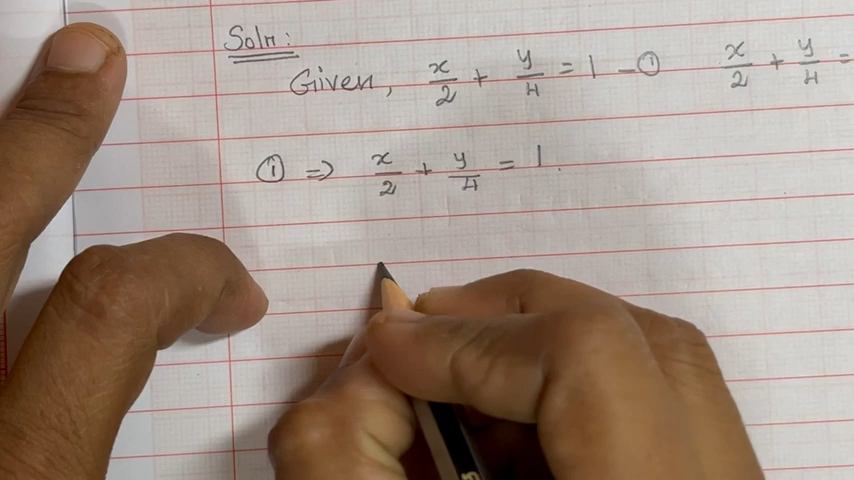 Soln:
Given, x/2 + y/4 = 1 – ① x/2 + y/4 =
① ⇒ x/2 + y/4 = 1.